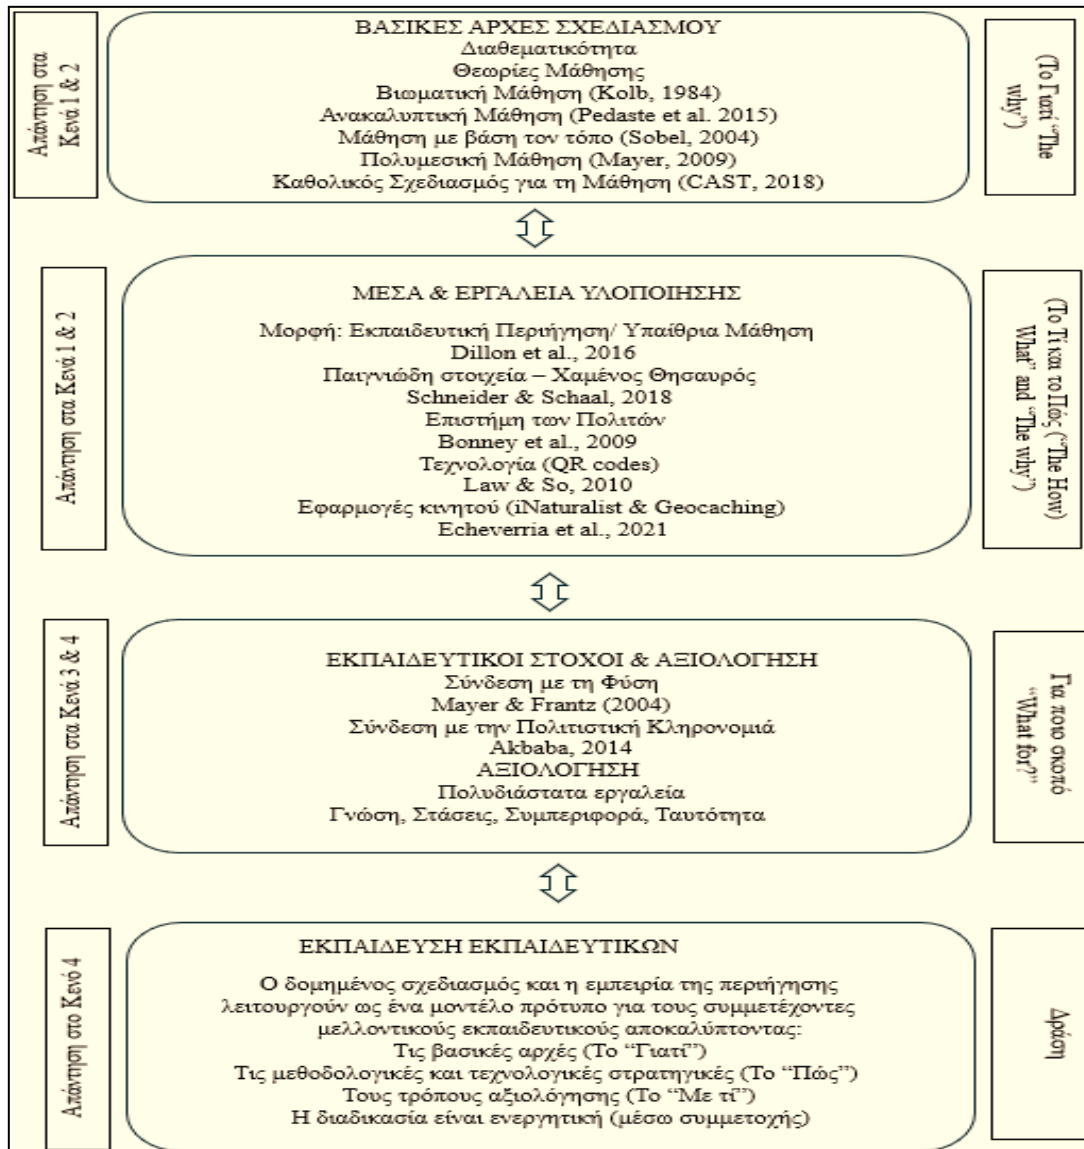 Απάντηση στα
Κενά 1 & 2
ΒΑΣΙΚΕΣ ΑΡΧΕΣ ΣΧΕΔΙΑΣΜΟΥ
Διαθεματικότητα
Θεωρίες Μάθησης
Βιωματική Μάθηση (Kolb, 1984)
Ανακαλυπτική Μάθηση (Pedaste et al. 2015)
Μάθηση με βάση τον τόπο (Sobel, 2004)
Πολυμεσική Μάθηση (Mayer, 2009)
Καθολικός Σχεδιασμός για τη Μάθηση (CAST, 2018)
(Το Γιατί “The
why”)
Απάντηση στα Κενά 1 & 2
ΜΕΣΑ & ΕΡΓΑΛΕΙΑ ΥΛΟΠΟΙΗΣΗΣ
Μορφή: Εκπαιδευτική Περιήγηση/ Υπαίθρια Μάθηση
Dillon et al., 2016
Παιγνιώδη στοιχεία – Χαμένος Θησαυρός
Schneider & Schaal, 2018
Επιστήμη των Πολιτών
Bonney et al., 2009
Τεχνολογία (QR codes)
Law & So, 2010
Εφαρμογές κινητού (iNaturalist & Geocaching)
Echeverria et al., 2021
(Το Τί και το Πώς (“The How)
What” and “The why”)
Απάντηση στα Κενά 3 & 4
ΕΚΠΑΙΔΕΥΤΙΚΟΙ ΣΤΟΧΟΙ & ΑΞΙΟΛΟΓΗΣΗ
Σύνδεση με τη Φύση
Mayer & Frantz (2004)
Σύνδεση με την Πολιτιστική Κληρονομιά
Akbaba, 2014
ΑΞΙΟΛΟΓΗΣΗ
Πολυδιάστατα εργαλεία
Γνώση, Στάσεις, Συμπεριφορά, Ταυτότητα
Για ποιο σκοπό
“What for?”
Απάντηση στο Κενό 4
ΕΚΠΑΙΔΕΥΣΗ ΕΚΠΑΙΔΕΥΤΙΚΩΝ
Ο δομημένος σχεδιασμός και η εμπειρία της περιήγησης
λειτουργούν ως ένα μοντέλο πρότυπο για τους συμμετέχοντες
μελλοντικούς εκπαιδευτικούς αποκαλύπτοντας:
Τις βασικές αρχές (Το “Γιατί”)
Τις μεθοδολογικές και τεχνολογικές στρατηγικές (Το “Πώς”)
Τους τρόπους αξιολόγησης (Το “Με τί”)
Η διαδικασία είναι ενεργητική (μέσω συμμετοχής)
Δράση